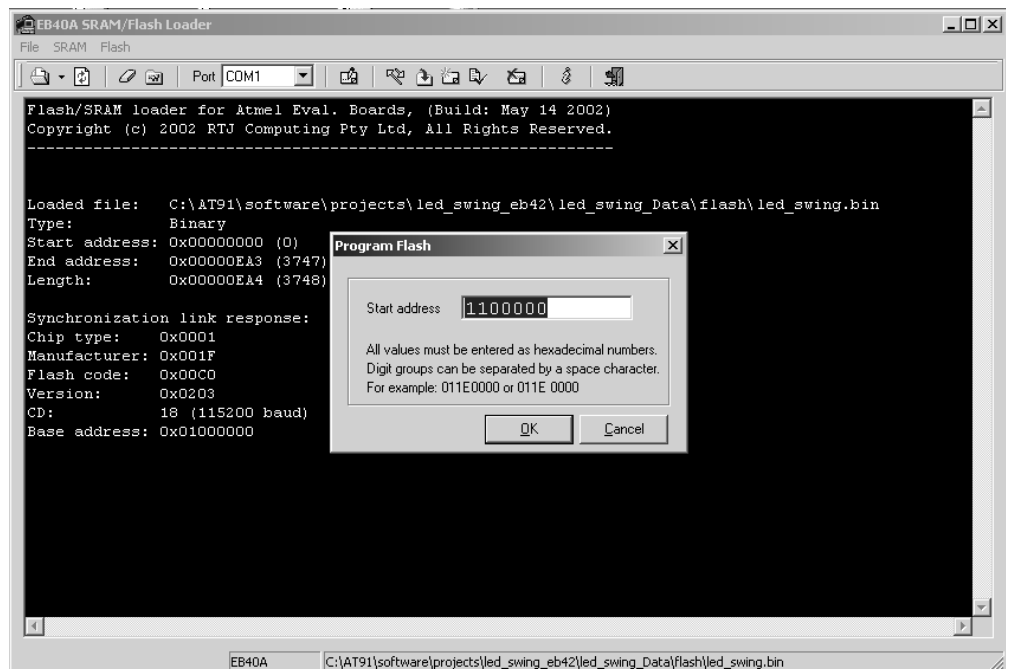 EB40A SRAM/Flash Loader
File SRAM Flash
Port COM1
Flash/SRAM loader for Atmel Eval. Boards, (Build: May 14 2002)
Copyright (c) 2002 RTJ Computing Pty Ltd, All Rights Reserved.
--------------------------------------------------------------
Loaded file: C:\AT91\software\projects\led_swing_eb42\led_swing_Data\flash\led_swing.bin
Type: Binary
Start address: 0x00000000 (0)
End address: 0x00000EA3 (3747)
Length: 0x00000EA4 (3748)
Synchronization link response:
Chip type: 0x0001
Manufacturer: 0x001F
Flash code: 0x00C0
Version: 0x0203
CD: 18 (115200 baud)
Base address: 0x01000000
Program Flash
Start address 1100000
All values must be entered as hexadecimal numbers.
Digit groups can be separated by a space character.
For example: 011E0000 or 011E 0000
OK Cancel
EB40A C:\AT91\software\projects\led_swing_eb42\led_swing_Data\flash\led_swing.bin